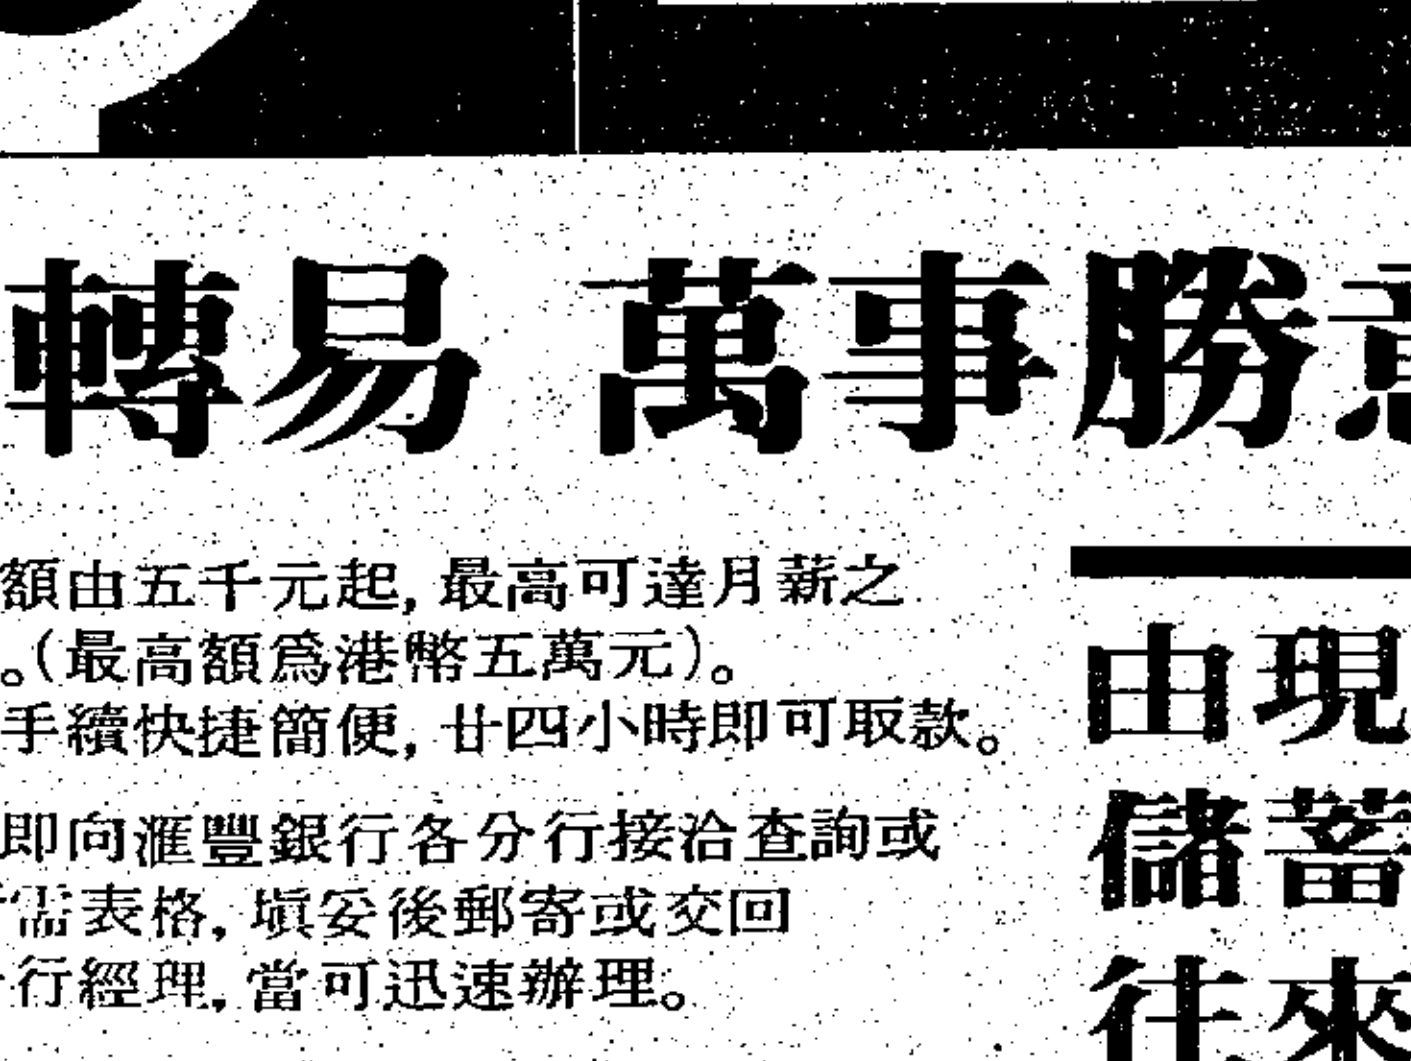 轉易 萬事勝意
額由五千元起, 最高可達月薪之
。(最高額爲港幣五萬元)。
手續快捷簡便, 廿四小時即可取款。
即向滙豐銀行各分行接洽查詢或
需表格, 塡妥後郵寄或交回
行經理, 當可迅速辦理。
由現
儲蓄
往來